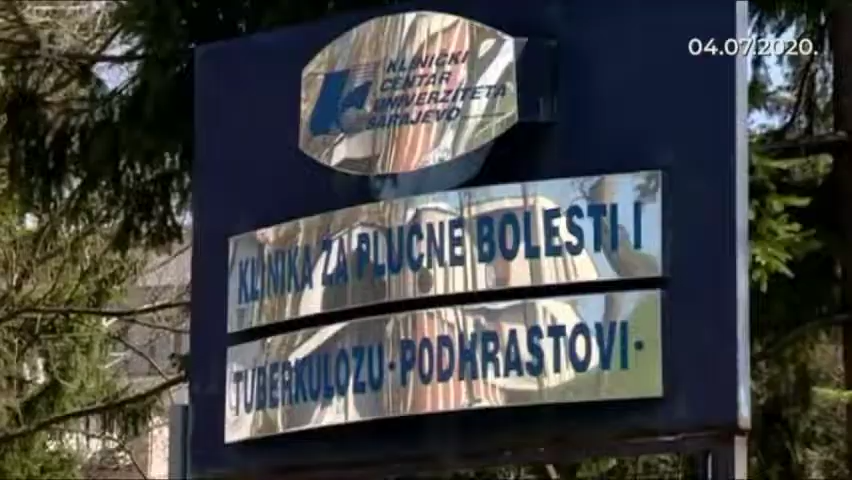 04.07.2020.
KLINIČKI
CENTAR
UNIVERZITETA
SARAJEVO
KLINIKA ZA PLUĆNE BOLESTI I
TUBERKULOZU · PODHRASTOVI ·